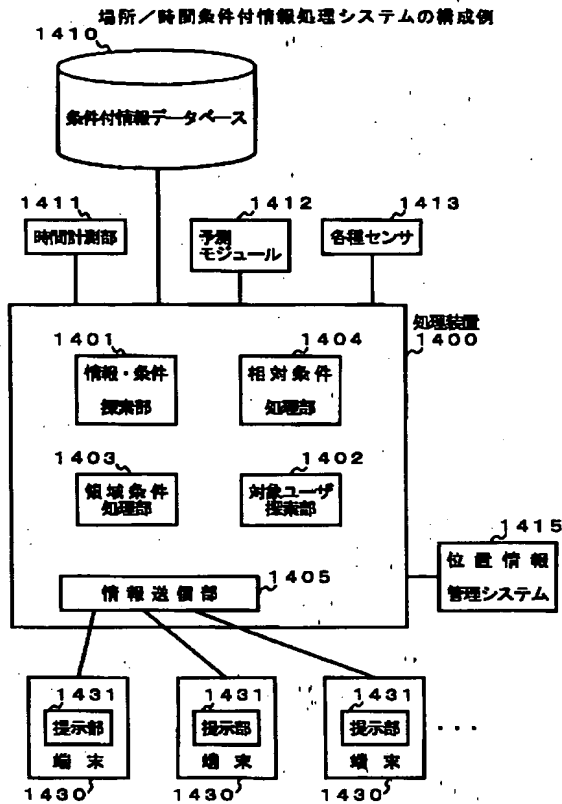 場所／時間条件付情報処理システムの構成例
1410
条件付情報データベース
1411
時間計測部
1412
予測
モジュール
1413
各種センサ
処理装置
1400
1401
情報・条件
探索部
1404
相対条件
処理部
1403
領域条件
処理部
1402
対象ユーザ
探索部
1415
位置情報
管理システム
1405
情報送信部
1431
提示部
端末
1430
1431
提示部
端末
1430
1431
提示部
端末
1430
···